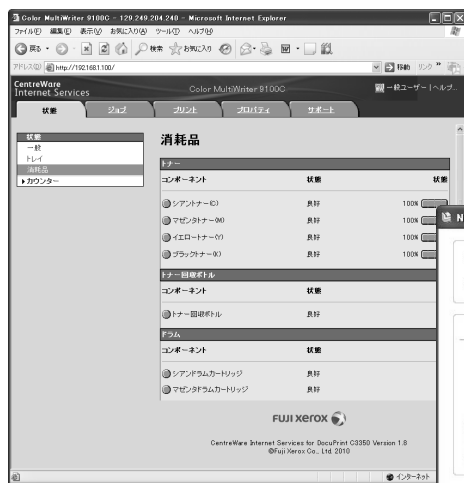 Color MultiWriter 9100C - 129.249.204.240 - Microsoft Internet Explorer
ファイル(F) 編集(E) 表示(V) お気に入り(A) ツール(T) ヘルプ(H)
戻る 検索 お気に入り
アドレス(D) http://192.168.1.100/ 移動 リンク
CentreWare
Internet Services
Color MultiWriter 9100C
一般ユーザー|ヘルプ..
状態 ジョブ プリント プロパティ サポート
状態
一般
トレイ
消耗品
カウンター
消耗品
トナー
コンポーネント 状態 状態
シアントナー(C) 良好 100%
マゼンタトナー(M) 良好 100%
イエロートナー(Y) 良好 100%
ブラックトナー(K) 良好 100%
トナー回収ボトル
コンポーネント 状態
トナー回収ボトル 良好
ドラム
コンポーネント 状態
シアンドラムカートリッジ 良好
マゼンタドラムカートリッジ 良好
FUJI XEROX
CentreWare Internet Services for DocuPrint C3350 Version 1.8
©Fuji Xerox Co., Ltd. 2010
インターネット
N